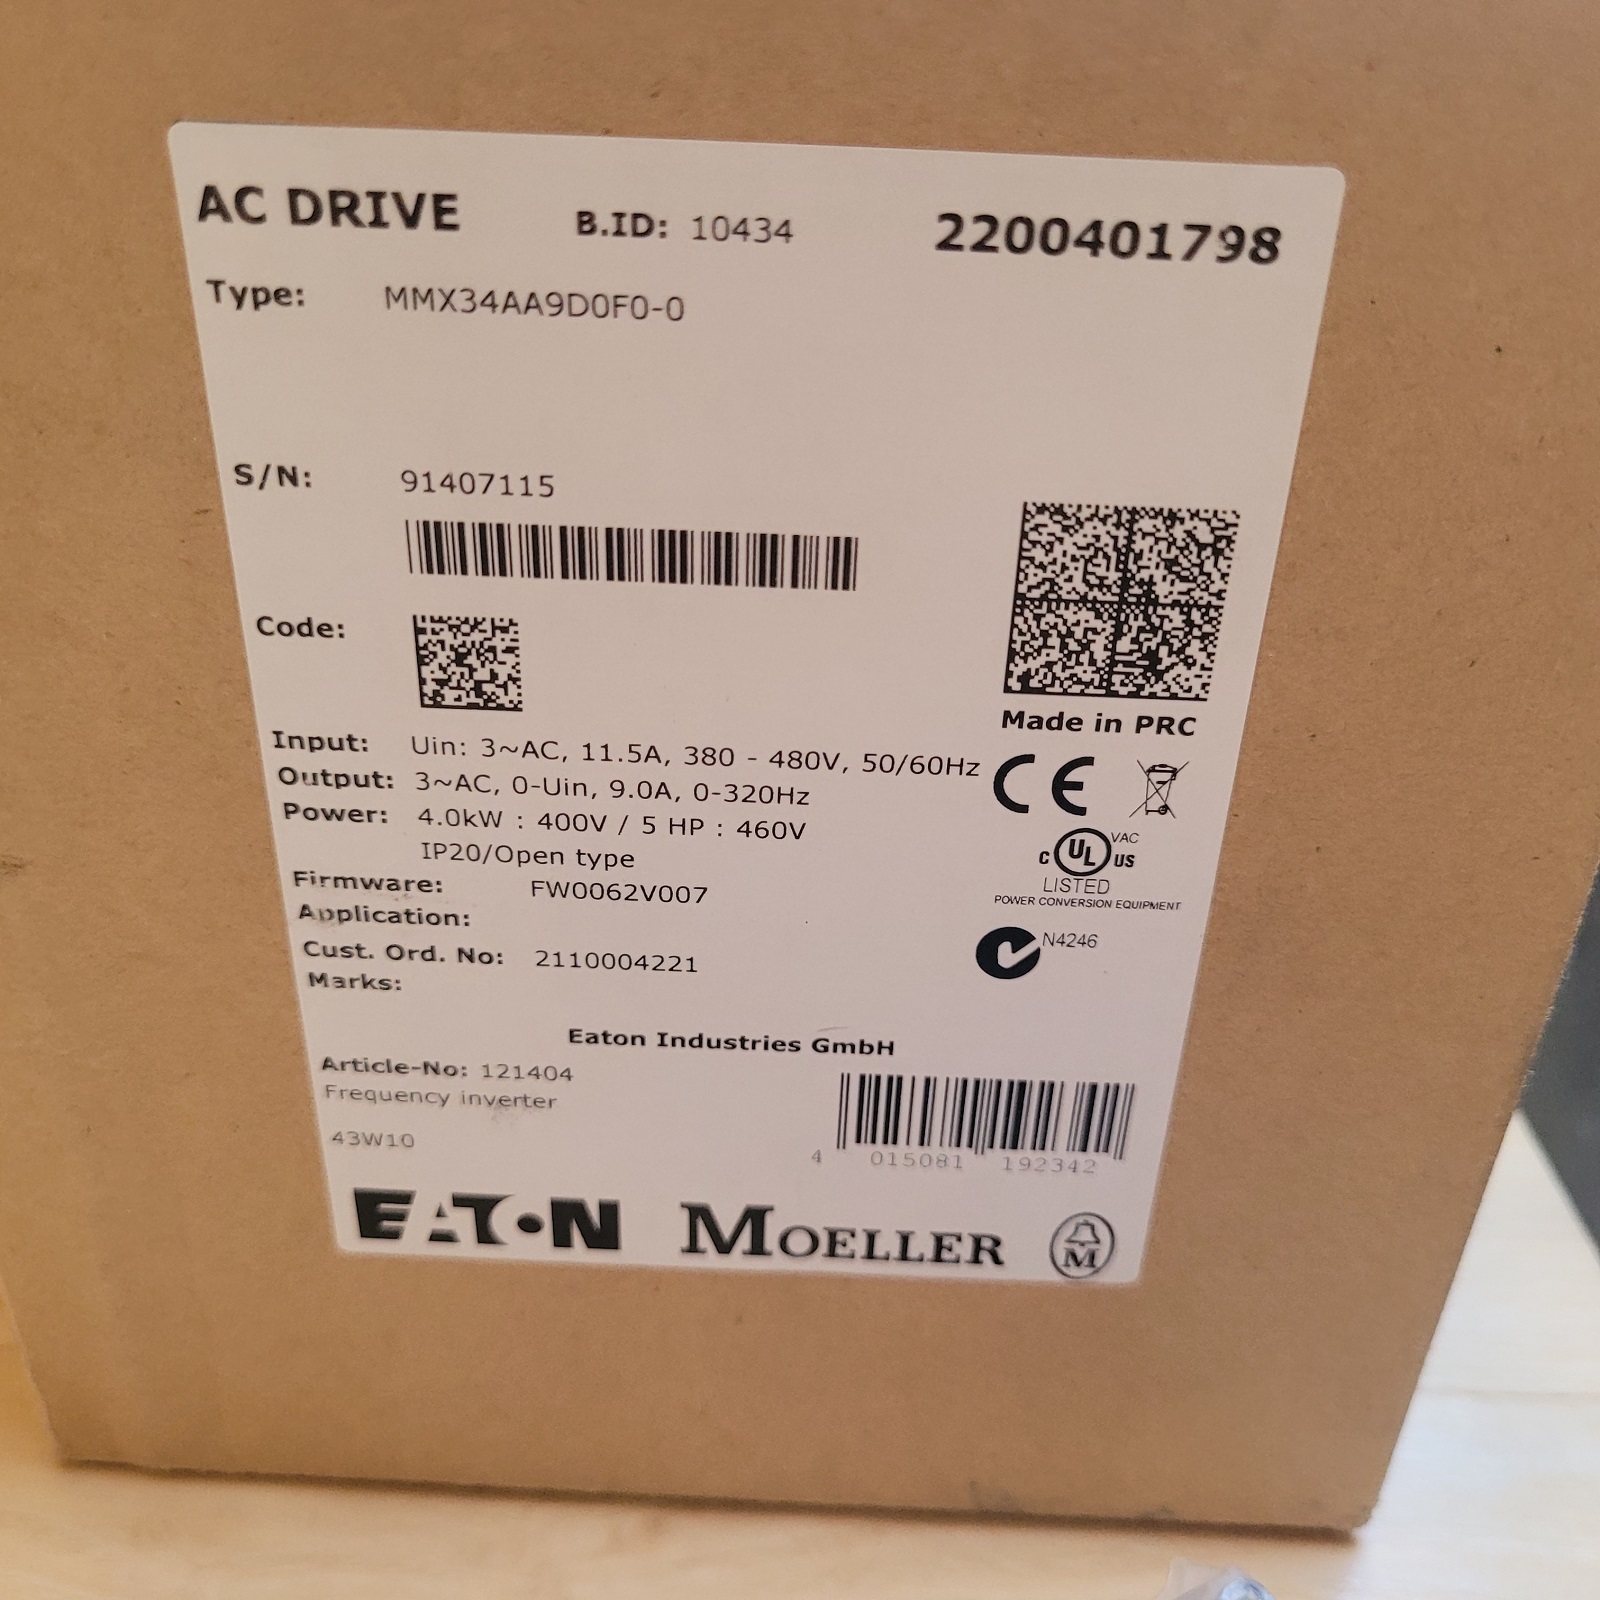 AC DRIVE B.ID: 10434 2200401798
Type: MMX34AA9D0F0-0
S/N: 91407115
Code:
Made in PRC
Input: Uin: 3~AC, 11.5A, 380 - 480V, 50/60Hz
Output: 3~AC, 0-Uin, 9.0A, 0-320Hz
Power: 4.0kW : 400V / 5 HP : 460V
IP20/Open type
CE
C UL US VAC
LISTED
POWER CONVERSION EQUIPMENT
Firmware: FW0062V007
Application:
N4246
Cust. Ord. No: 2110004221
Marks:
Eaton Industries GmbH
Article-No: 121404
Frequency inverter
43W10
4 015081 192342
EATON MOELLER M